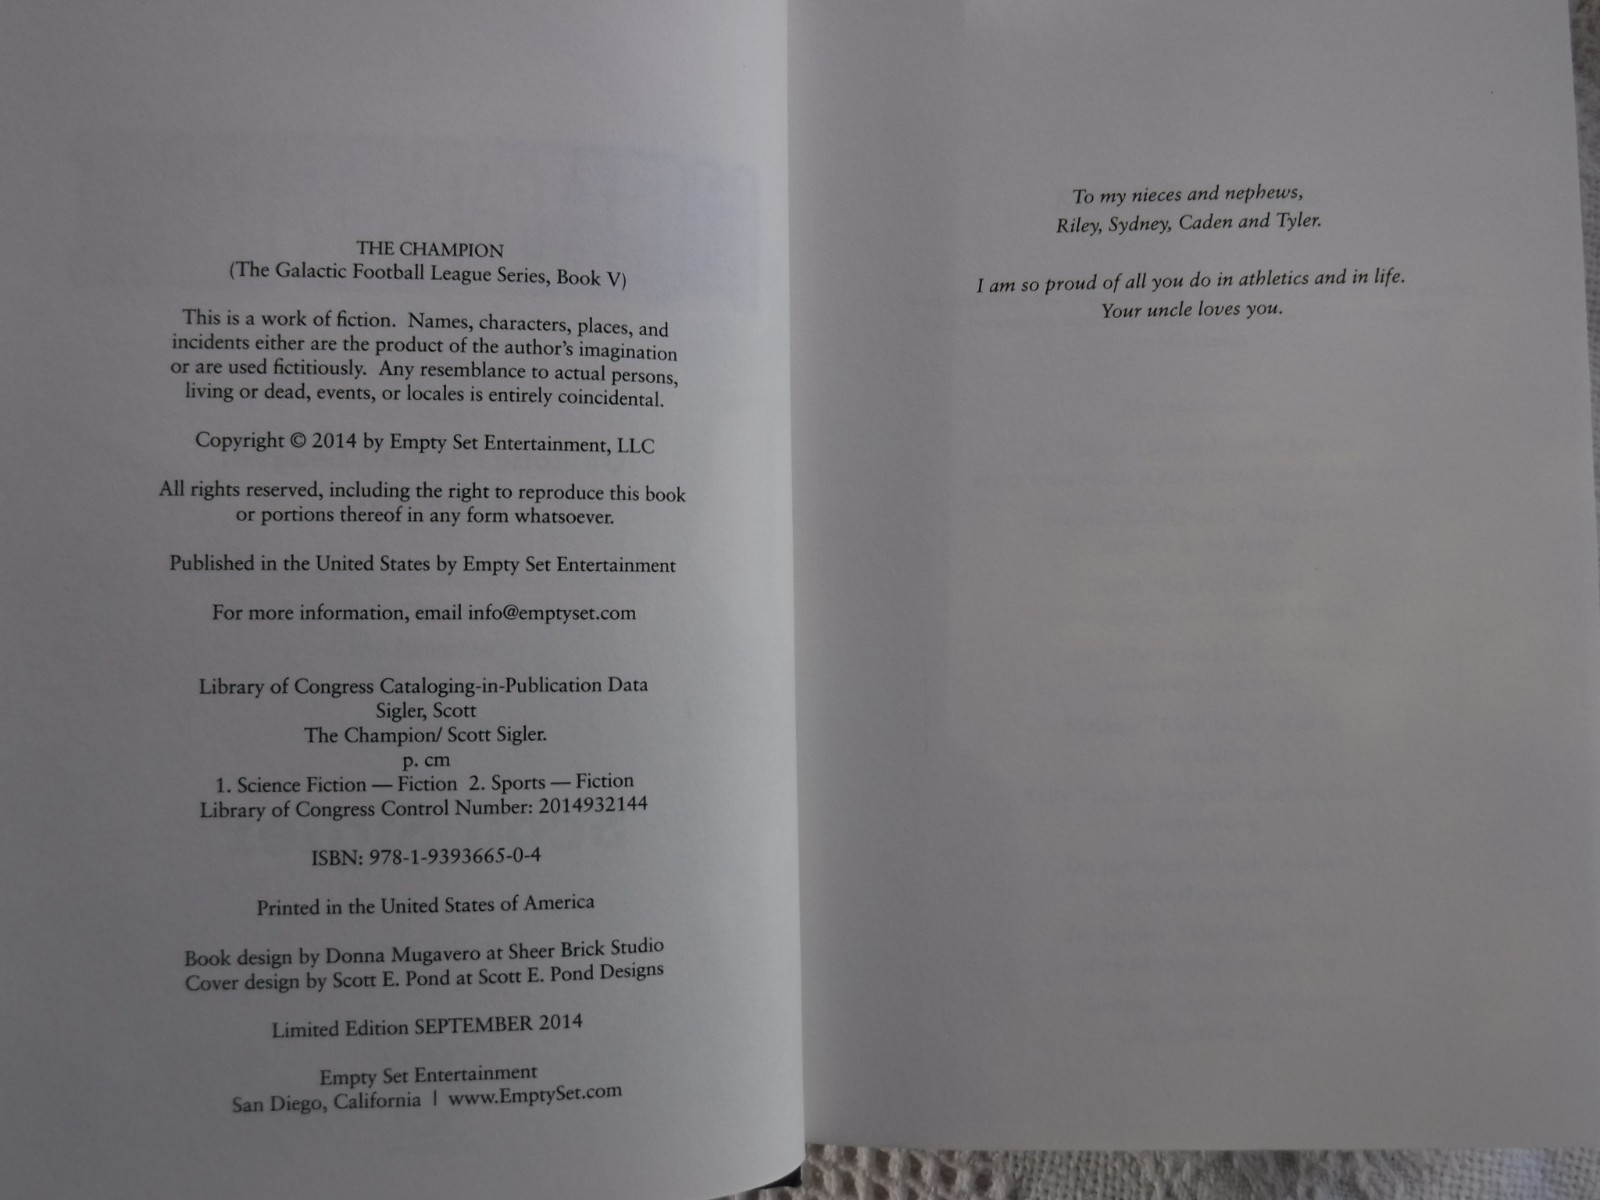 THE CHAMPION
(The Galactic Football League Series, Book V)
This is a work of fiction. Names, characters, places, and
incidents either are the product of the author's imagination
or are used fictitiously. Any resemblance to actual persons,
living or dead, events, or locales is entirely coincidental.
Copyright © 2014 by Empty Set Entertainment, LLC
All rights reserved, including the right to reproduce this book
or portions thereof in any form whatsoever.
Published in the United States by Empty Set Entertainment
For more information, email info@emptyset.com
Library of Congress Cataloging-in-Publication Data
Sigler, Scott
The Champion/ Scott Sigler.
p. cm
1. Science Fiction — Fiction 2. Sports — Fiction
Library of Congress Control Number: 2014932144
ISBN: 978-1-9393665-0-4
Printed in the United States of America
Book design by Donna Mugavero at Sheer Brick Studio
Cover design by Scott E. Pond at Scott E. Pond Designs
Limited Edition SEPTEMBER 2014
Empty Set Entertainment
San Diego, California | www.EmptySet.com
To my nieces and nephews,
Riley, Sydney, Caden and Tyler.
I am so proud of all you do in athletics and in life.
Your uncle loves you.